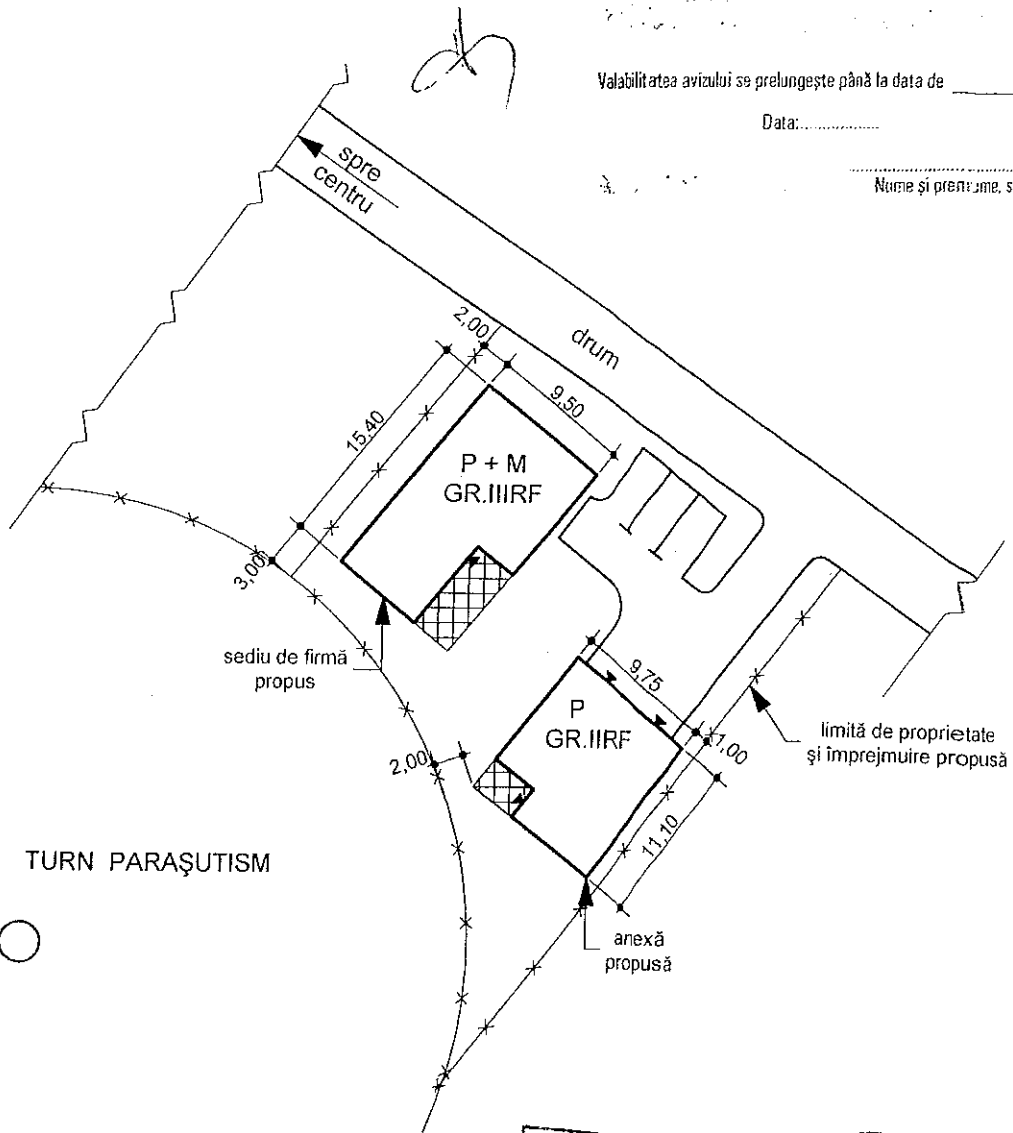 Valabilitatea avizului se prelungește până la data de
Data:................
Nume și prenume, s
spre
centru
drum
2,00
9,50
15,40
P + M
GR.IIIRF
3,00
sediu de firmă
propus
9,75
P
GR.IIRF
1,00
limită de proprietate
și împrejmuire propusă
2,00
11,10
TURN PARAŞUTISM
anexă
propusă